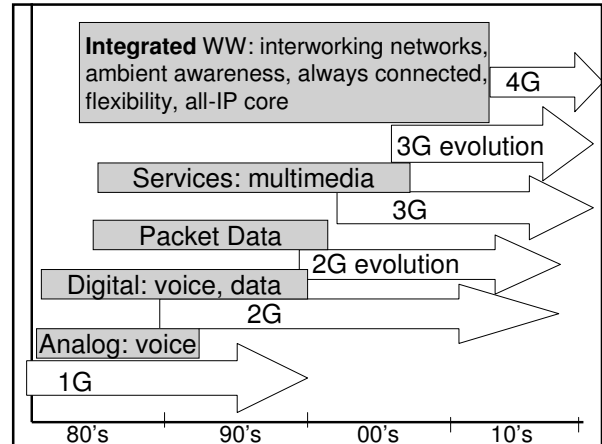 Integrated WW: interworking networks,
ambient awareness, always connected,
flexibility, all-IP core
4G
3G evolution
Services: multimedia
3G
Packet Data
2G evolution
Digital: voice, data
2G
Analog: voice
1G
80's 90's 00's 10's